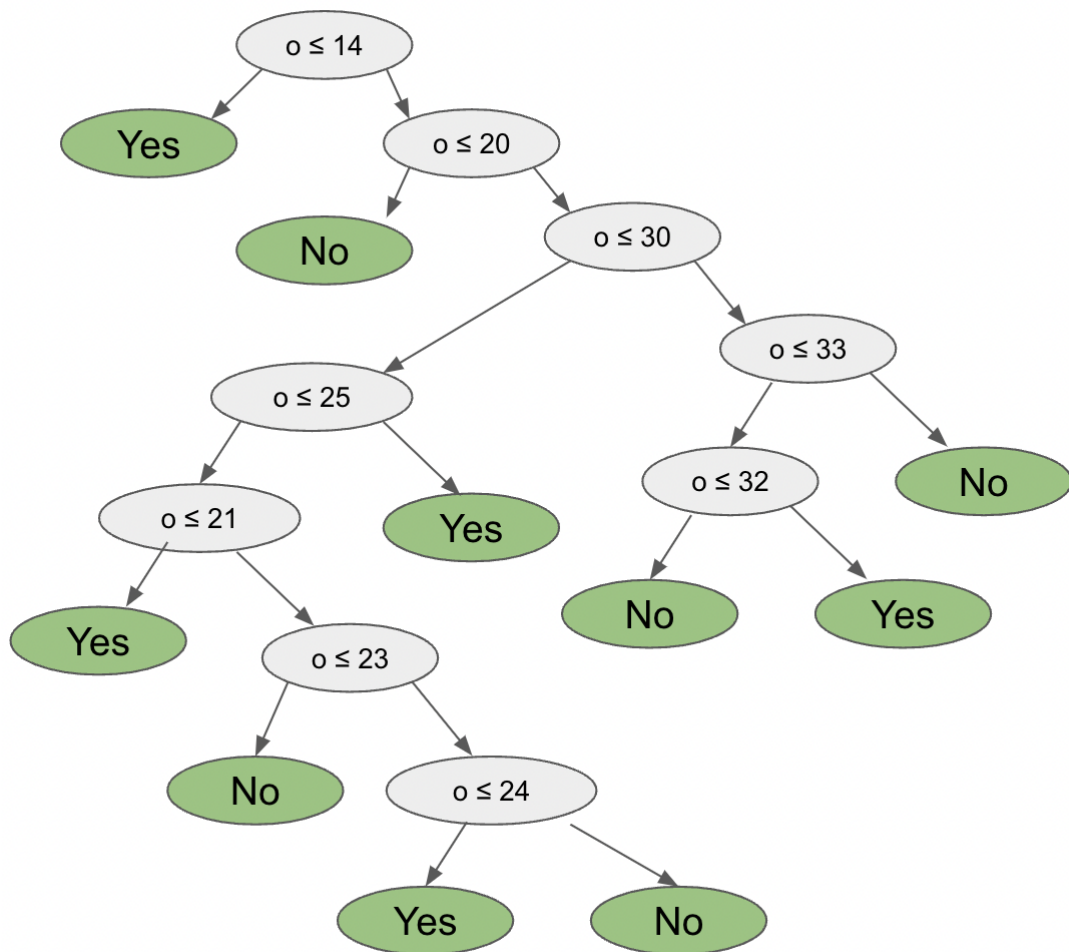 o ≤ 14
Yes
o ≤ 20
No
o ≤ 30
o ≤ 33
o ≤ 25
o ≤ 32
No
o ≤ 21
Yes
No
Yes
Yes
o ≤ 23
No
o ≤ 24
Yes
No